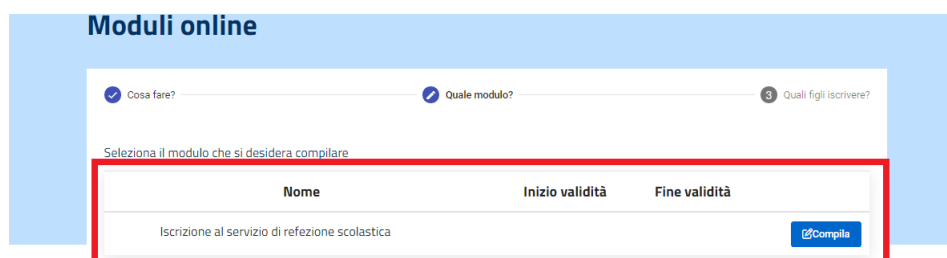 Moduli online
Cosa fare? Quale modulo? 3 Quali figli iscrivere?
Seleziona il modulo che si desidera compilare
Nome Inizio validità Fine validità
Iscrizione al servizio di refezione scolastica Compila